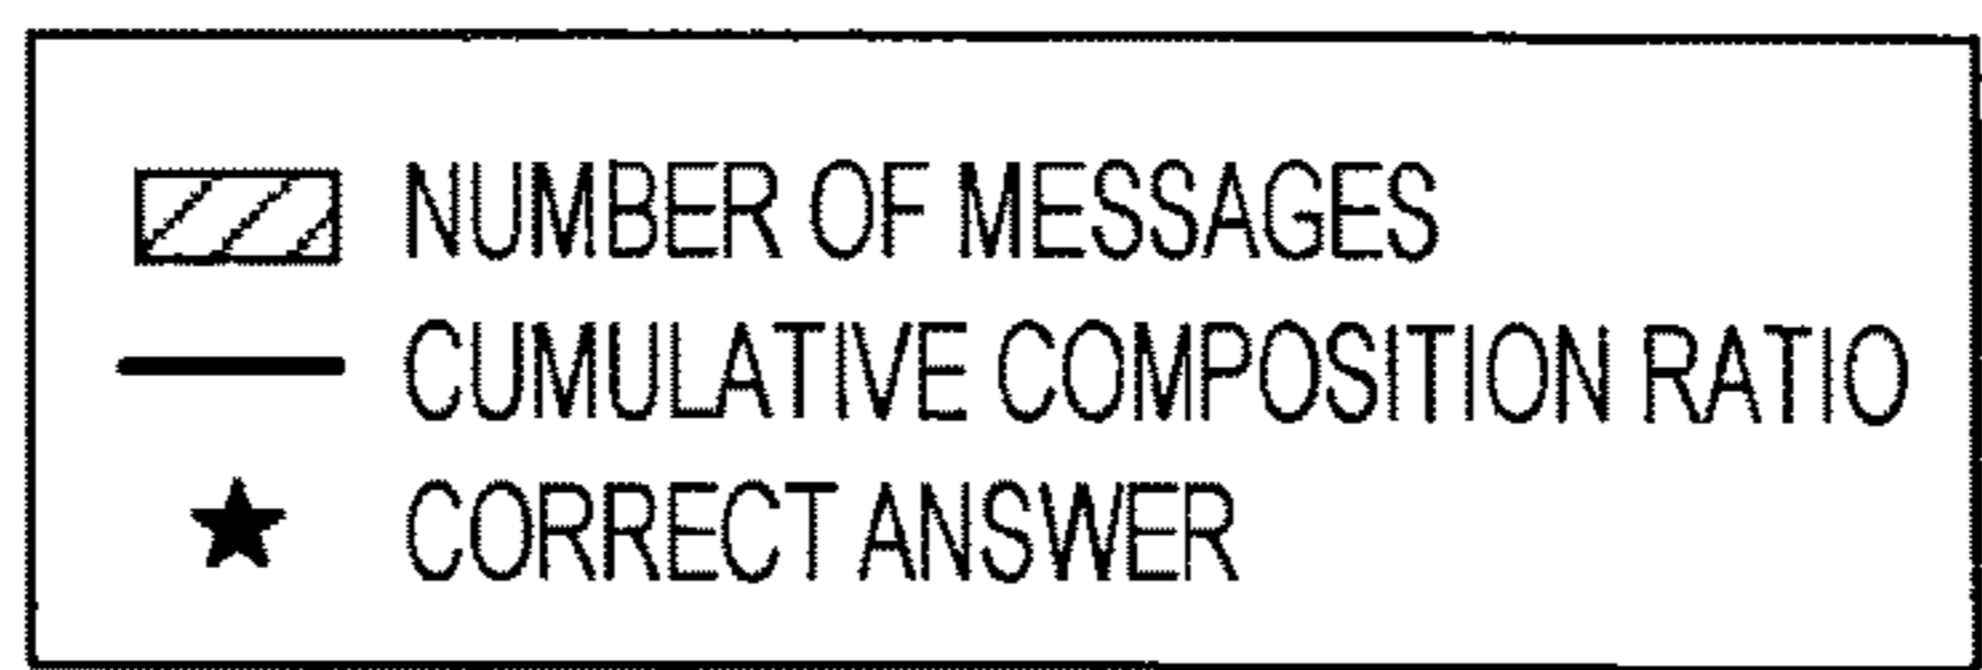 NUMBER OF MESSAGES
CUMULATIVE COMPOSITION RATIO
CORRECT ANSWER